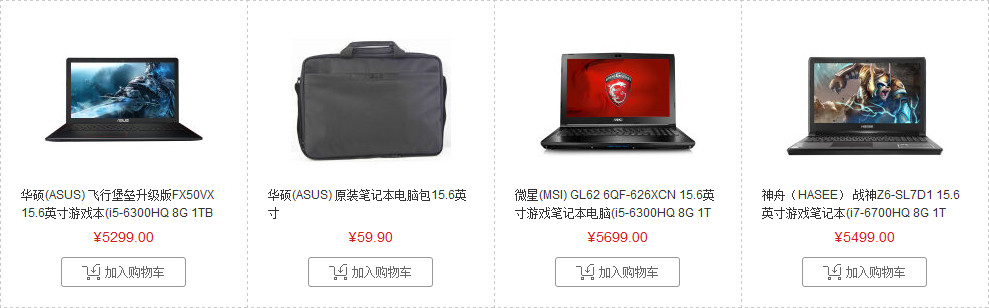 华硕(ASUS) 飞行堡垒升级版FX50VX
15.6英寸游戏本(i5-6300HQ 8G 1TB
¥5299.00
加入购物车
华硕(ASUS) 原装笔记本电脑包15.6英
寸
¥59.90
加入购物车
微星(MSI) GL62 6QF-626XCN 15.6英
寸游戏笔记本电脑(i5-6300HQ 8G 1T
¥5699.00
加入购物车
神舟（HASEE） 战神Z6-SL7D1 15.6
英寸游戏笔记本(i7-6700HQ 8G 1T
¥5499.00
加入购物车